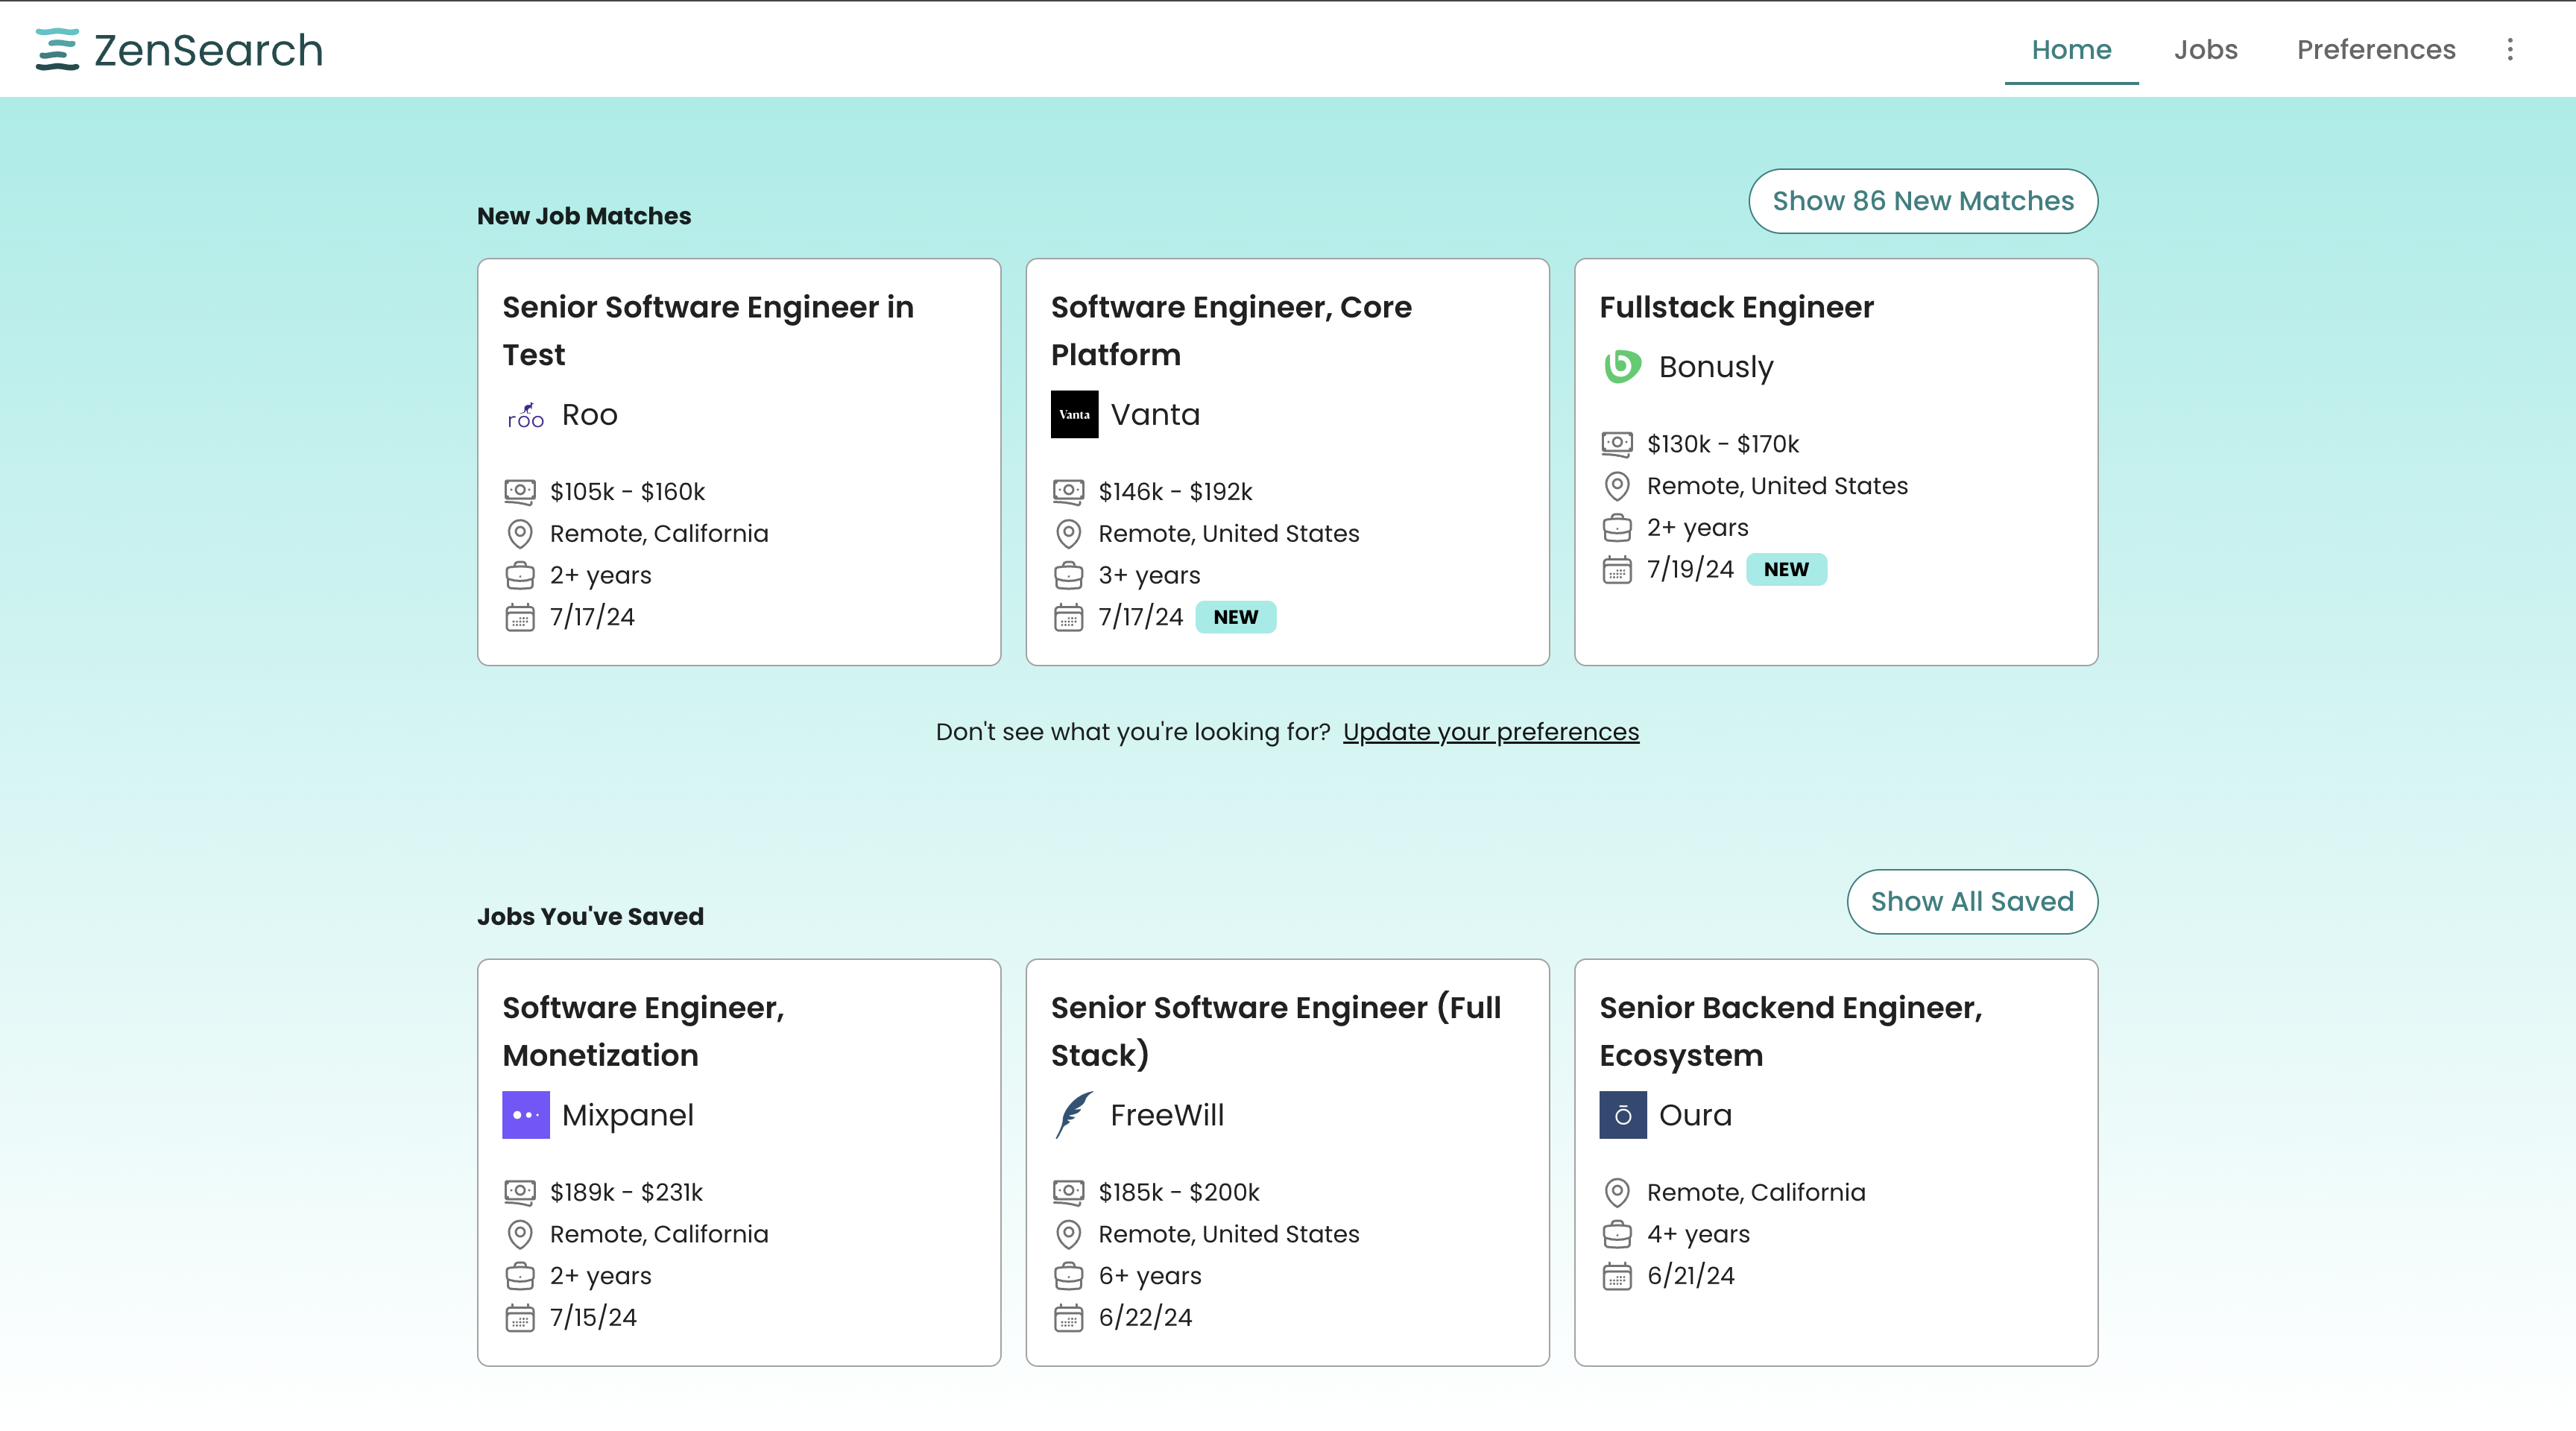 ZenSearch
Home
Jobs
Preferences
New Job Matches
Show 86 New Matches
Senior Software Engineer in
Test
roo
Roo
$105k - $160k
Remote, California
2+ years
7/17/24
Software Engineer, Core
Platform
Vanta
Vanta
$146k - $192k
Remote, United States
3+ years
7/17/24 NEW
Fullstack Engineer
b
Bonusly
$130k - $170k
Remote, United States
2+ years
7/19/24 NEW
Don't see what you're looking for? Update your preferences
Jobs You've Saved
Show All Saved
Software Engineer,
Monetization
Mixpanel
$189k - $231k
Remote, California
2+ years
7/15/24
Senior Software Engineer (Full
Stack)
FreeWill
$185k - $200k
Remote, United States
6+ years
6/22/24
Senior Backend Engineer,
Ecosystem
Oura
Remote, California
4+ years
6/21/24